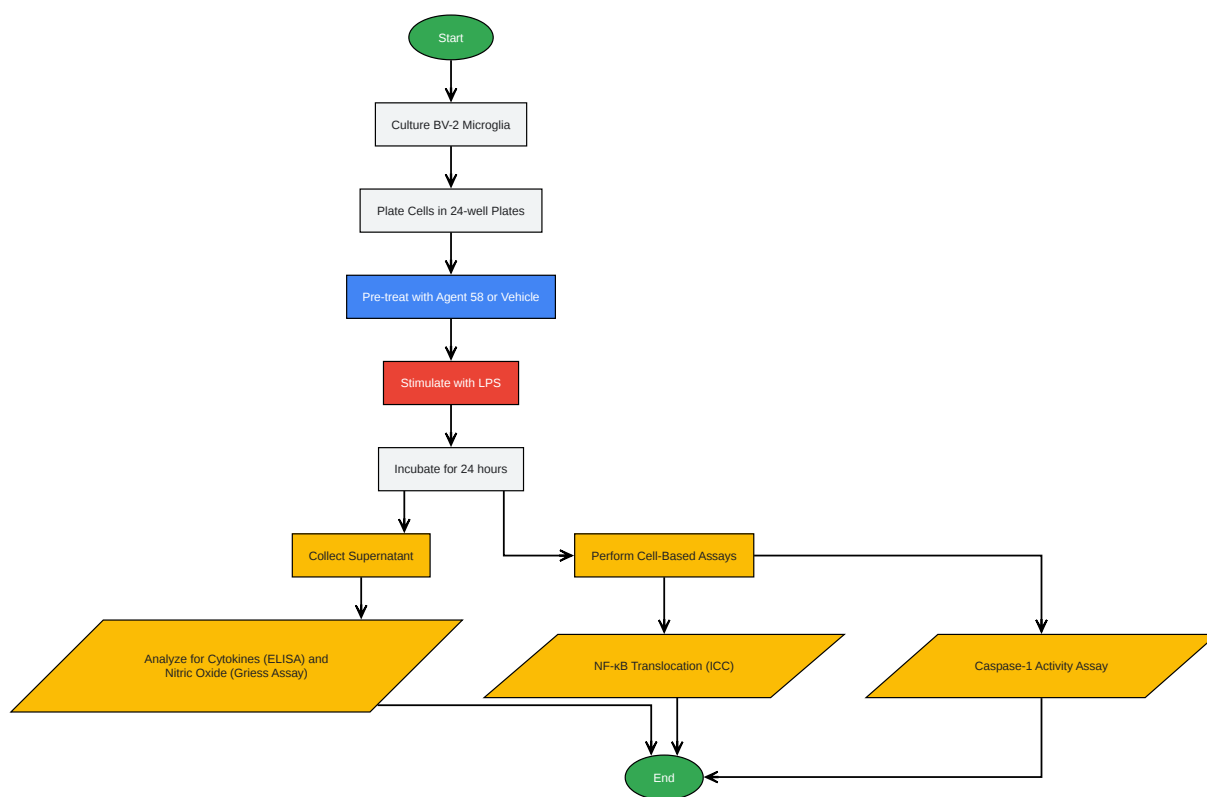 Start
Culture BV-2 Microglia
Plate Cells in 24-well Plates
Pre-treat with Agent 58 or Vehicle
Stimulate with LPS
Incubate for 24 hours
Collect Supernatant
Perform Cell-Based Assays
Analyze for Cytokines (ELISA) and
Nitric Oxide (Griess Assay)
NF-κB Translocation (ICC)
Caspase-1 Activity Assay
End